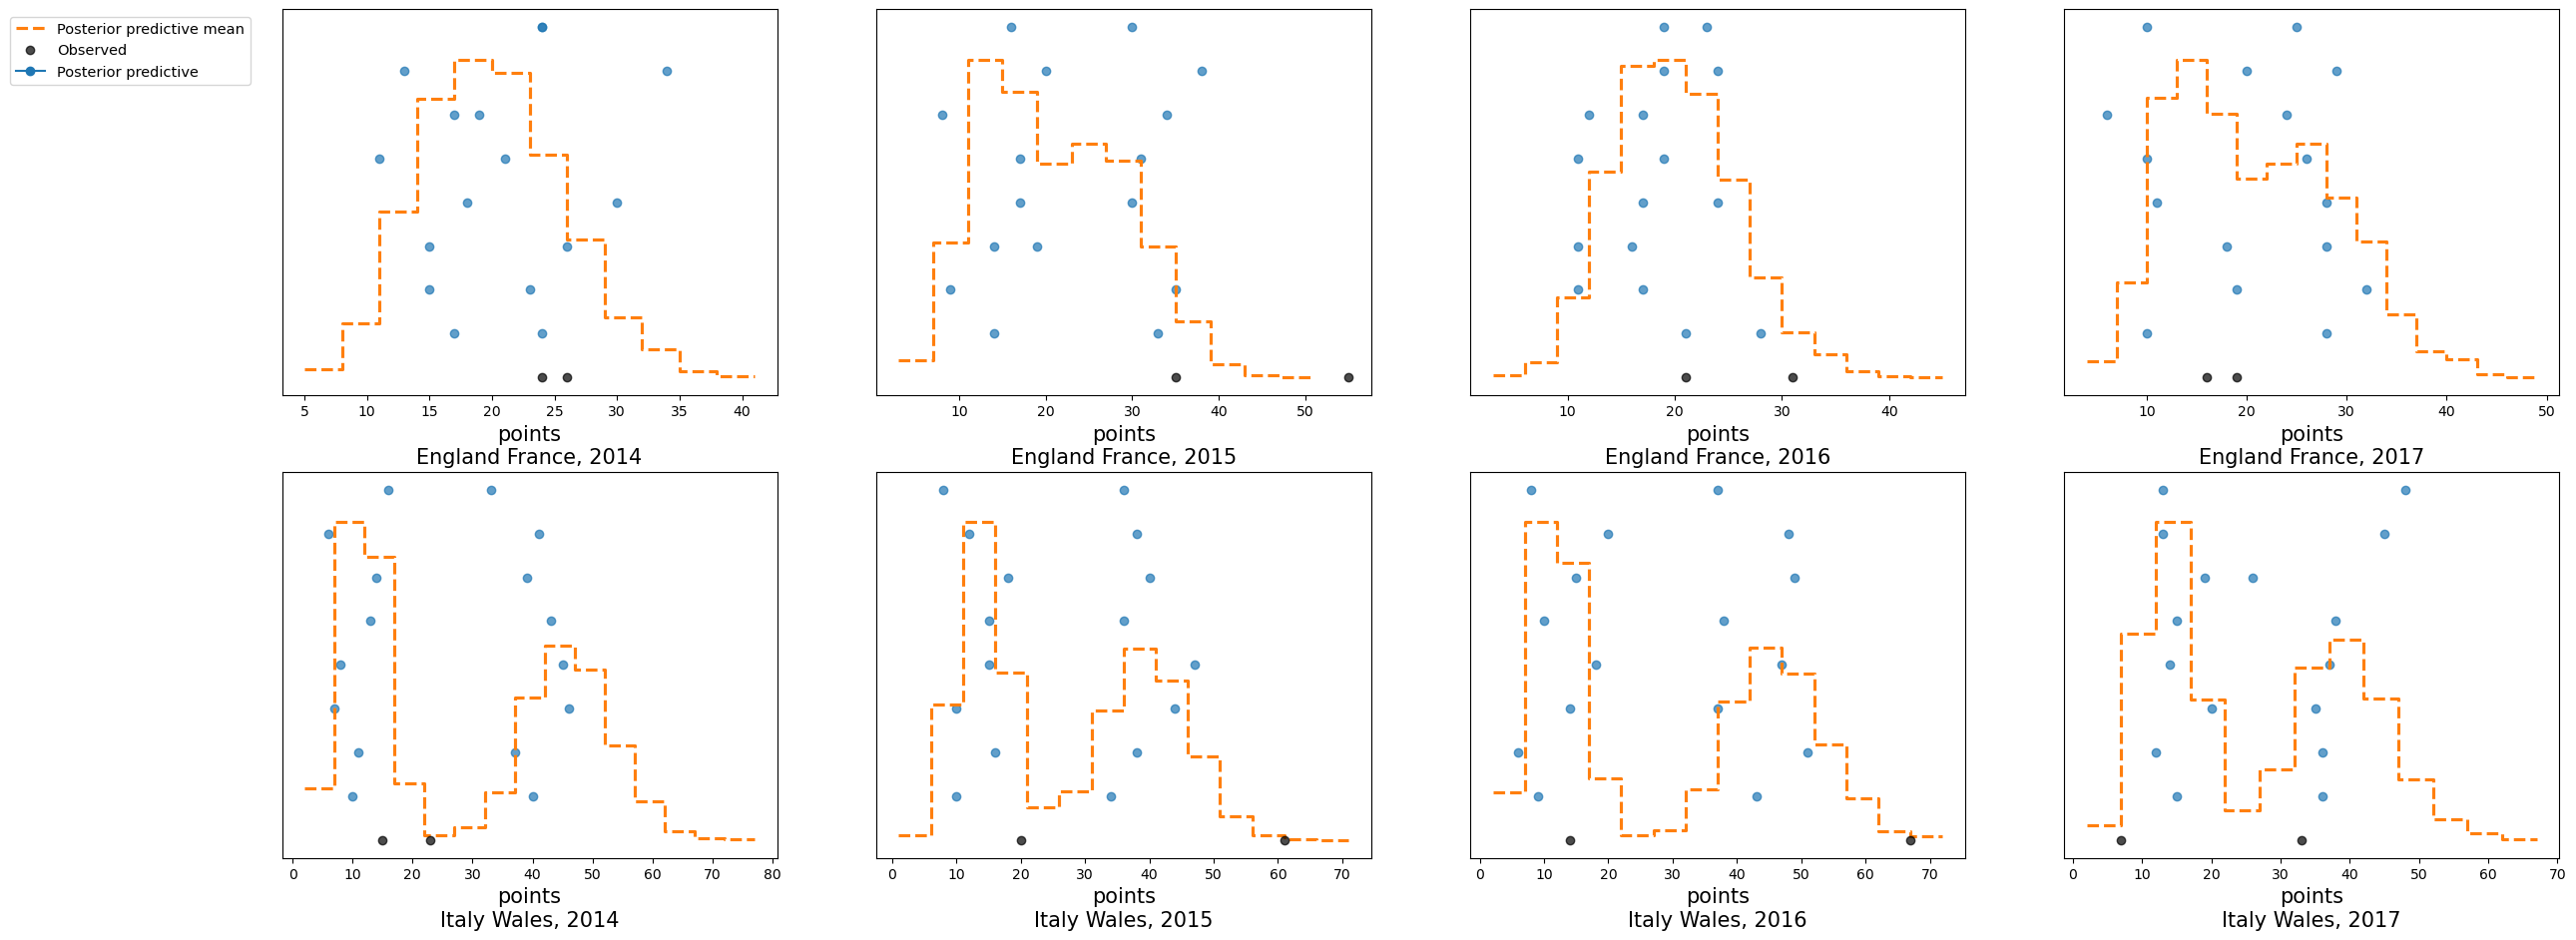 Posterior predictive mean
Observed
Posterior predictive
5 10 15 20 25 30 35 40
points
England France, 2014
10 20 30 40 50
points
England France, 2015
10 20 30 40
points
England France, 2016
10 20 30 40 50
points
England France, 2017
0 10 20 30 40 50 60 70 80
points
Italy Wales, 2014
0 10 20 30 40 50 60 70
points
Italy Wales, 2015
0 10 20 30 40 50 60 70
points
Italy Wales, 2016
0 10 20 30 40 50 60 70
points
Italy Wales, 2017